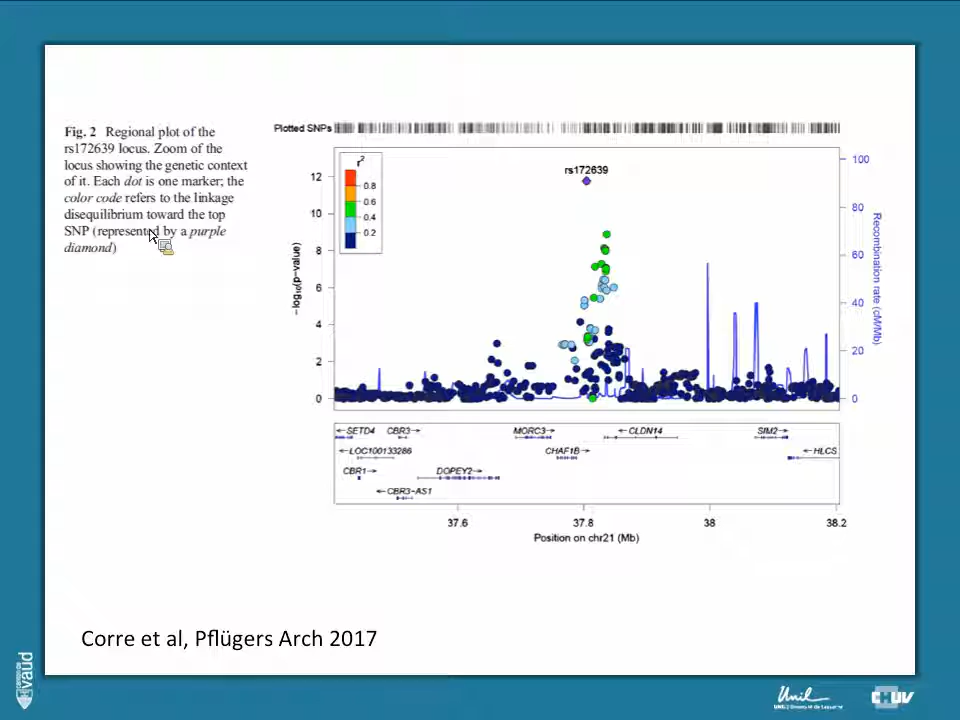 Fig. 2 Regional plot of the
rs172639 locus. Zoom of the
locus showing the genetic context
of it. Each dot is one marker; the
color code refers to the linkage
disequilibrium toward the top
SNP (represented by a purple
diamond)
Plotted SNPs
r2
0.8
0.6
0.4
0.2
rs172639
12
10
8
6
4
2
0
−log10(p−value)
100
80
60
40
20
0
Recombination rate (cM/Mb)
←SETD4 CBR3→ MORC3→ ←CLDN14 SIM2→
←LOC100133286 CHAF1B→ ←HLCS
CBR1→ DOPEY2→
←CBR3−AS1
37.6 37.8 38 38.2
Position on chr21 (Mb)
Corre et al, Pflügers Arch 2017
vaud
Unil
CHUV